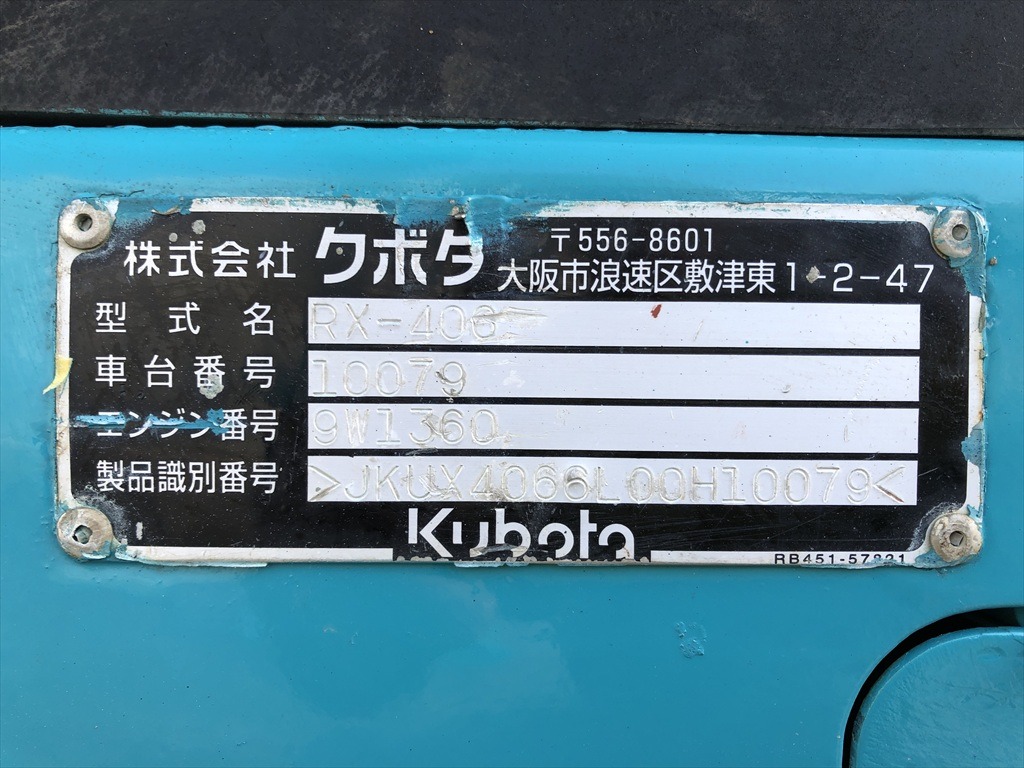 株式会社 クボタ 〒556-8601
大阪市浪速区敷津東1-2-47
型式名 RX-406
車台番号 10079
エンジン番号 9W1360
製品識別番号 >JKUX4066L00H10079<
Kubota
RB451-57821